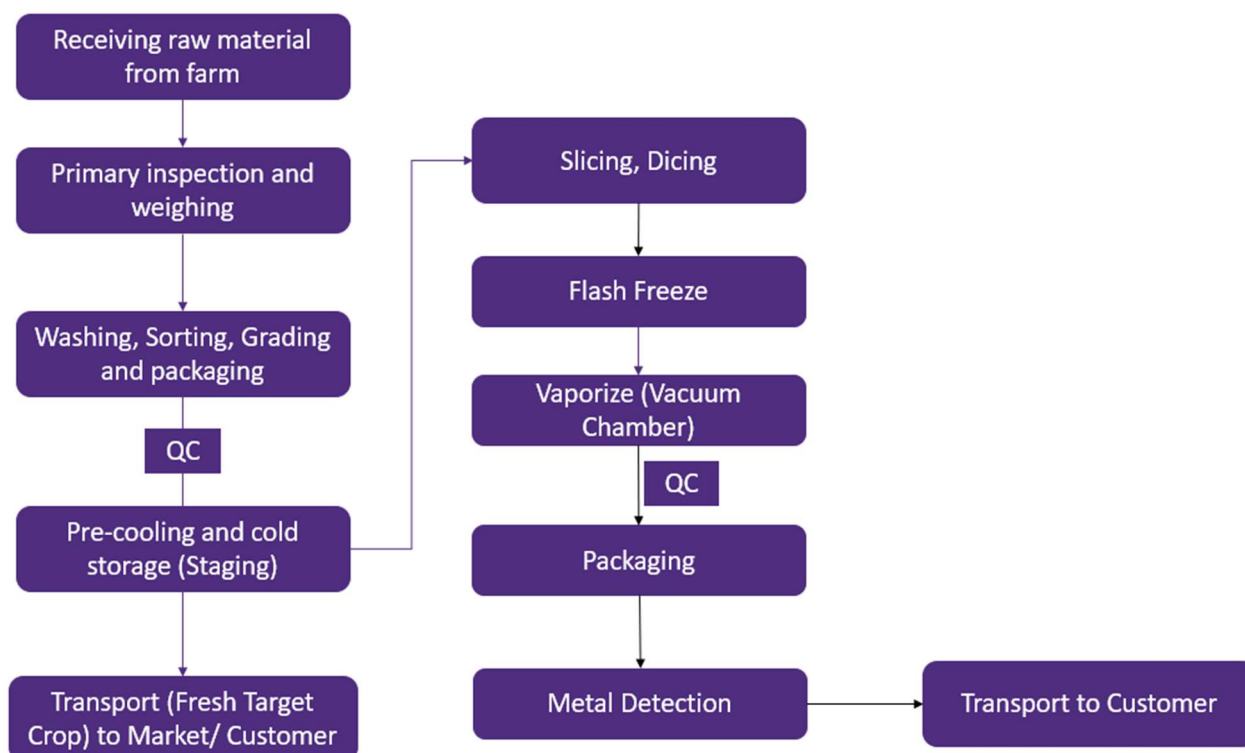 Receiving raw material
from farm
Primary inspection and
weighing
Washing, Sorting, Grading
and packaging
QC
Pre-cooling and cold
storage (Staging)
Transport (Fresh Target
Crop) to Market/ Customer
Slicing, Dicing
Flash Freeze
Vaporize (Vacuum
Chamber)
QC
Packaging
Metal Detection
Transport to Customer